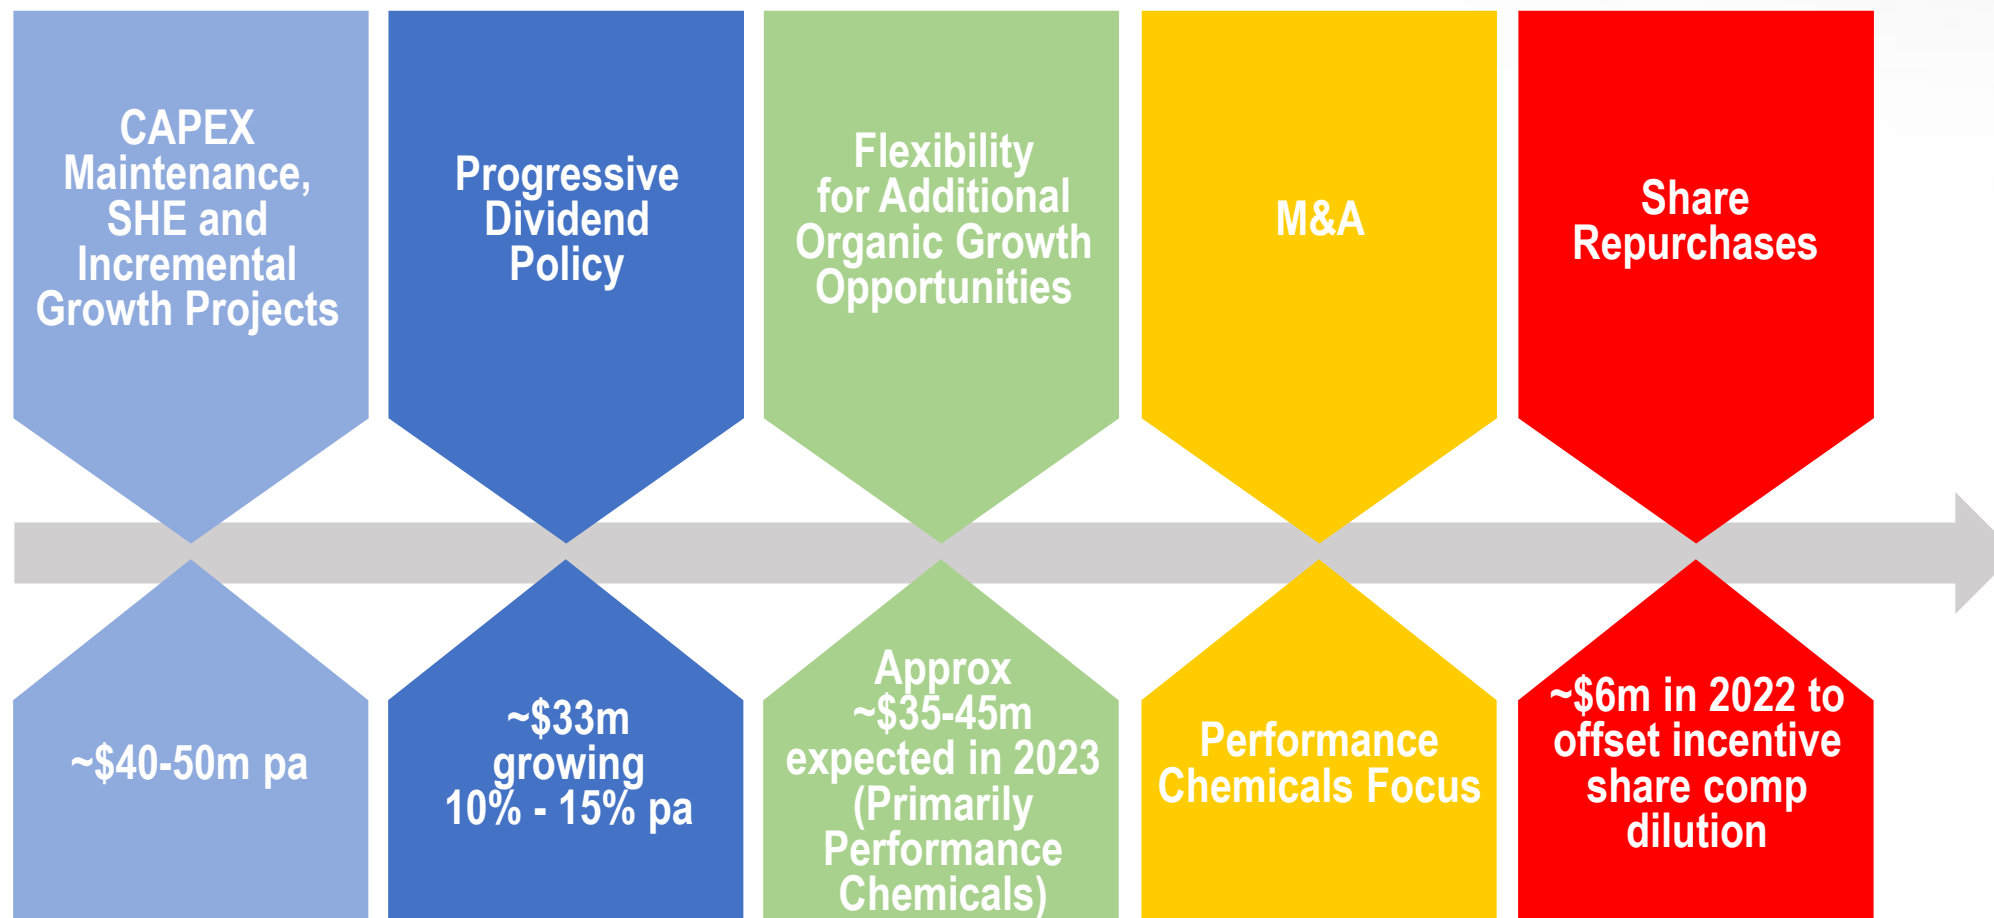 CAPEX
Maintenance,
SHE and
Incremental
Growth Projects
Progressive
Dividend
Policy
Flexibility
for Additional
Organic Growth
Opportunities
M&A
Share
Repurchases
~$40-50m pa
~$33m
growing
10% - 15% pa
Approx
~$35-45m
expected in 2023
(Primarily
Performance
Chemicals)
Performance
Chemicals Focus
~$6m in 2022 to
offset incentive
share comp
dilution